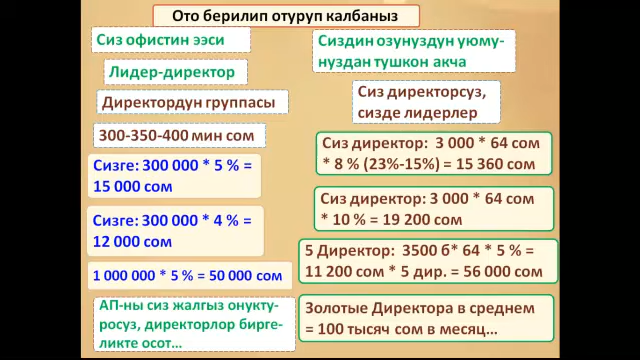 Ото берилип отуруп калбаныз
Сиз офистин ээси
Лидер-директор
Директордун группасы
300-350-400 мин сом
Сизге: 300 000 * 5 % =
15 000 сом
Сизге: 300 000 * 4 % =
12 000 сом
1 000 000 * 5 % = 50 000 сом
АП-ны сиз жалгыз онукту-
росуз, директорлор бирге-
ликте осот...
Сиздин озунуздун уюму-
нуздан тушкон акча
Сиз директорсуз,
сизде лидерлер
Сиз директор: 3 000 * 64 сом
* 8 % (23%-15%) = 15 360 сом
Сиз директор: 3 000 * 64 сом
* 10 % = 19 200 сом
5 Директор: 3500 б* 64 * 5 % =
11 200 сом * 5 дир. = 56 000 сом
Золотые Директора в среднем
= 100 тысяч сом в месяц...